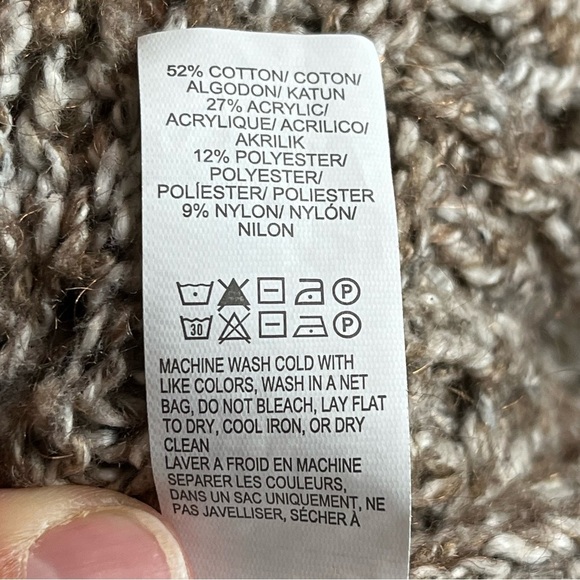 52% COTTON/ COTON/
ALGODON/ KATUN
27% ACRYLIC/
ACRYLIQUE/ ACRILICO/
AKRILIK
12% POLYESTER/
POLYESTER/
POLÍESTER/ POLIESTER
9% NYLON/ NYLÓN/
NILON
P
30 P
MACHINE WASH COLD WITH
LIKE COLORS, WASH IN A NET
BAG, DO NOT BLEACH, LAY FLAT
TO DRY, COOL IRON, OR DRY
CLEAN
LAVER A FROID EN MACHINE
SEPARER LES COULEURS,
DANS UN SAC UNIQUEMENT, NE
PAS JAVELLISER, SÉCHER À